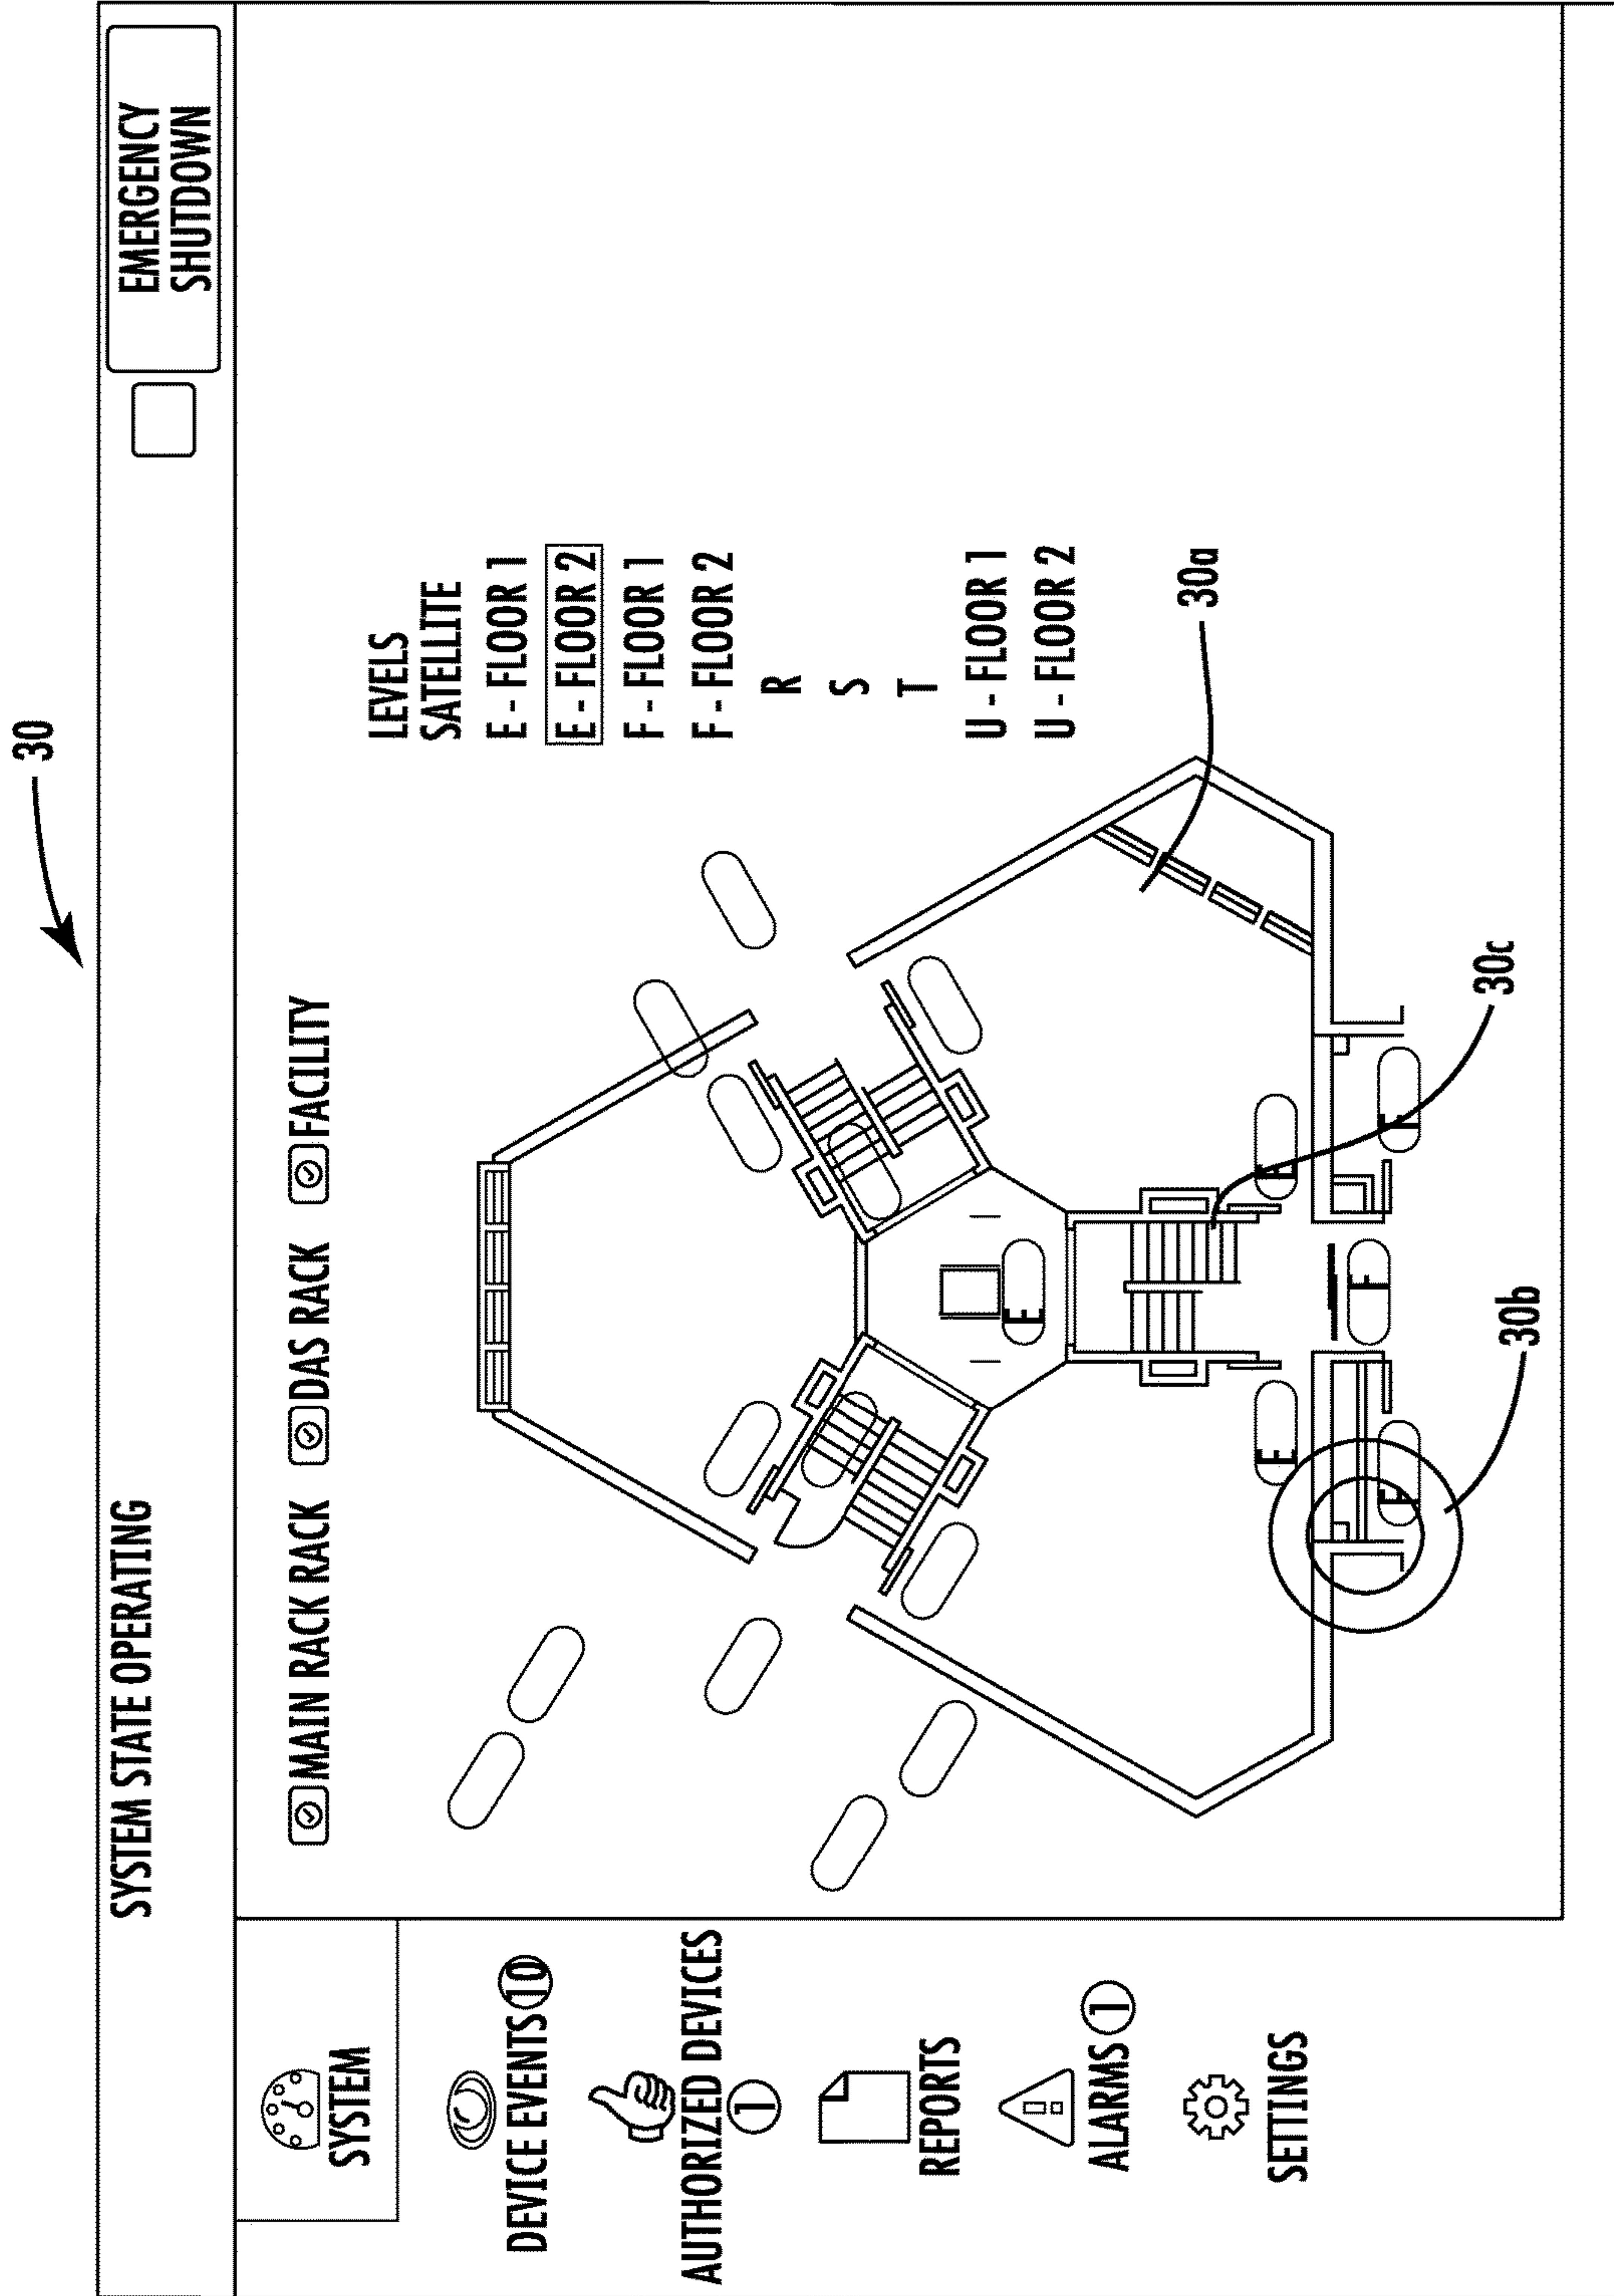 30
SYSTEM STATE OPERATING
EMERGENCY
SHUTDOWN
SYSTEM
DEVICE EVENTS 10
AUTHORIZED DEVICES
1
REPORTS
ALARMS 1
SETTINGS
MAIN RACK RACK
DAS RACK
FACILITY
LEVELS
SATELLITE
E - FLOOR 1
E - FLOOR 2
F - FLOOR 1
F - FLOOR 2
R
S
T
U - FLOOR 1
U - FLOOR 2
30a
E
E
30c
F
30b